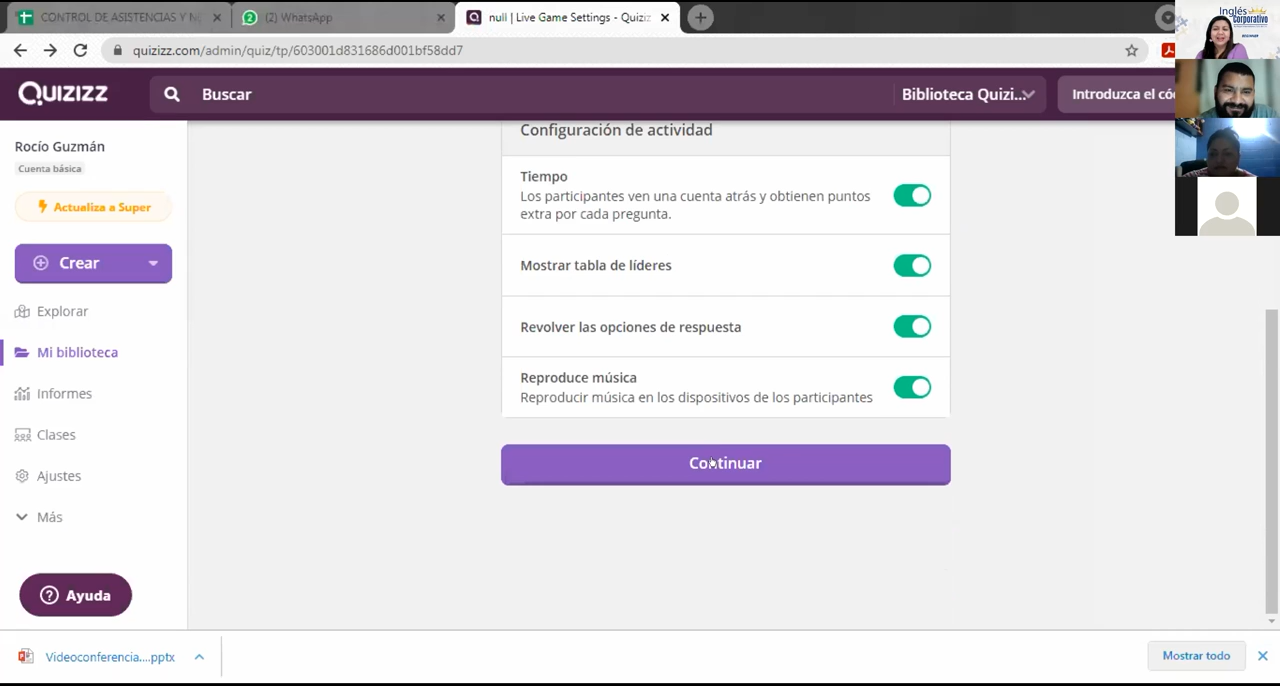 CONTROL DE ASISTENCIAS Y N
(2) WhatsApp
null | Live Game Settings - Quiziz
quizizz.com/admin/quiz/tp/603001d831686d001bf58dd7
Inglés
Corporativo
QUIZIZZ
Buscar
Biblioteca Quizi...
Introduzca el có
Rocío Guzmán
Cuenta básica
Actualiza a Super
Crear
Explorar
Mi biblioteca
Informes
Clases
Ajustes
Más
Ayuda
Configuración de actividad
Tiempo
Los participantes ven una cuenta atrás y obtienen puntos
extra por cada pregunta.
Mostrar tabla de líderes
Revolver las opciones de respuesta
Reproduce música
Reproducir música en los dispositivos de los participantes
Continuar
Videoconferencia....pptx
Mostrar todo